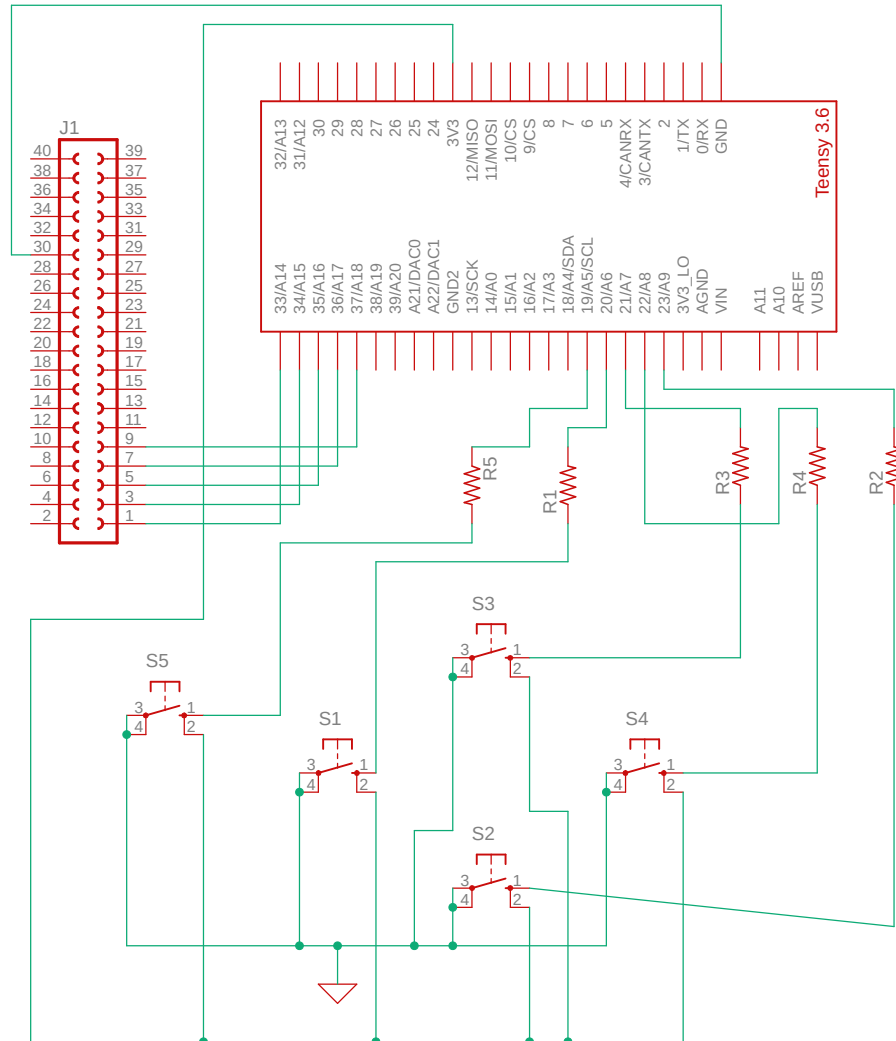 J1
40 39
38 37
36 35
34 33
32 31
30 29
28 27
26 25
24 23
22 21
20 19
18 17
16 15
14 13
12 11
10 9
8 7
6 5
4 3
2 1
32/A13
31/A12
30
29
28
27
26
25
24
3V3
12/MISO
11/MOSI
10/CS
9/CS
8
7
6
5
4/CANRX
3/CANTX
2
1/TX
0/RX
GND
Teensy 3.6
33/A14
34/A15
35/A16
36/A17
37/A18
38/A19
39/A20
A21/DAC0
A22/DAC1
GND2
13/SCK
14/A0
15/A1
16/A2
17/A3
18/A4/SDA
19/A5/SCL
20/A6
21/A7
22/A8
23/A9
3V3_LO
AGND
VIN
A11
A10
AREF
VUSB
R5
R1
R3
R4
R2
S3
3 1
4 2
S5
3 1
4 2
S1
3 1
4 2
S4
3 1
4 2
S2
3 1
4 2